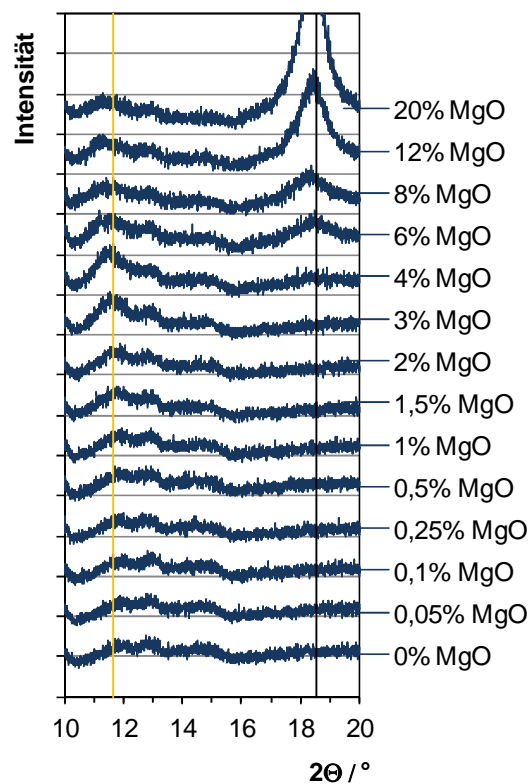 Intensität
20% MgO
12% MgO
8% MgO
6% MgO
4% MgO
3% MgO
2% MgO
1,5% MgO
1% MgO
0,5% MgO
0,25% MgO
0,1% MgO
0,05% MgO
0% MgO
10 12 14 16 18 20
2Θ / °